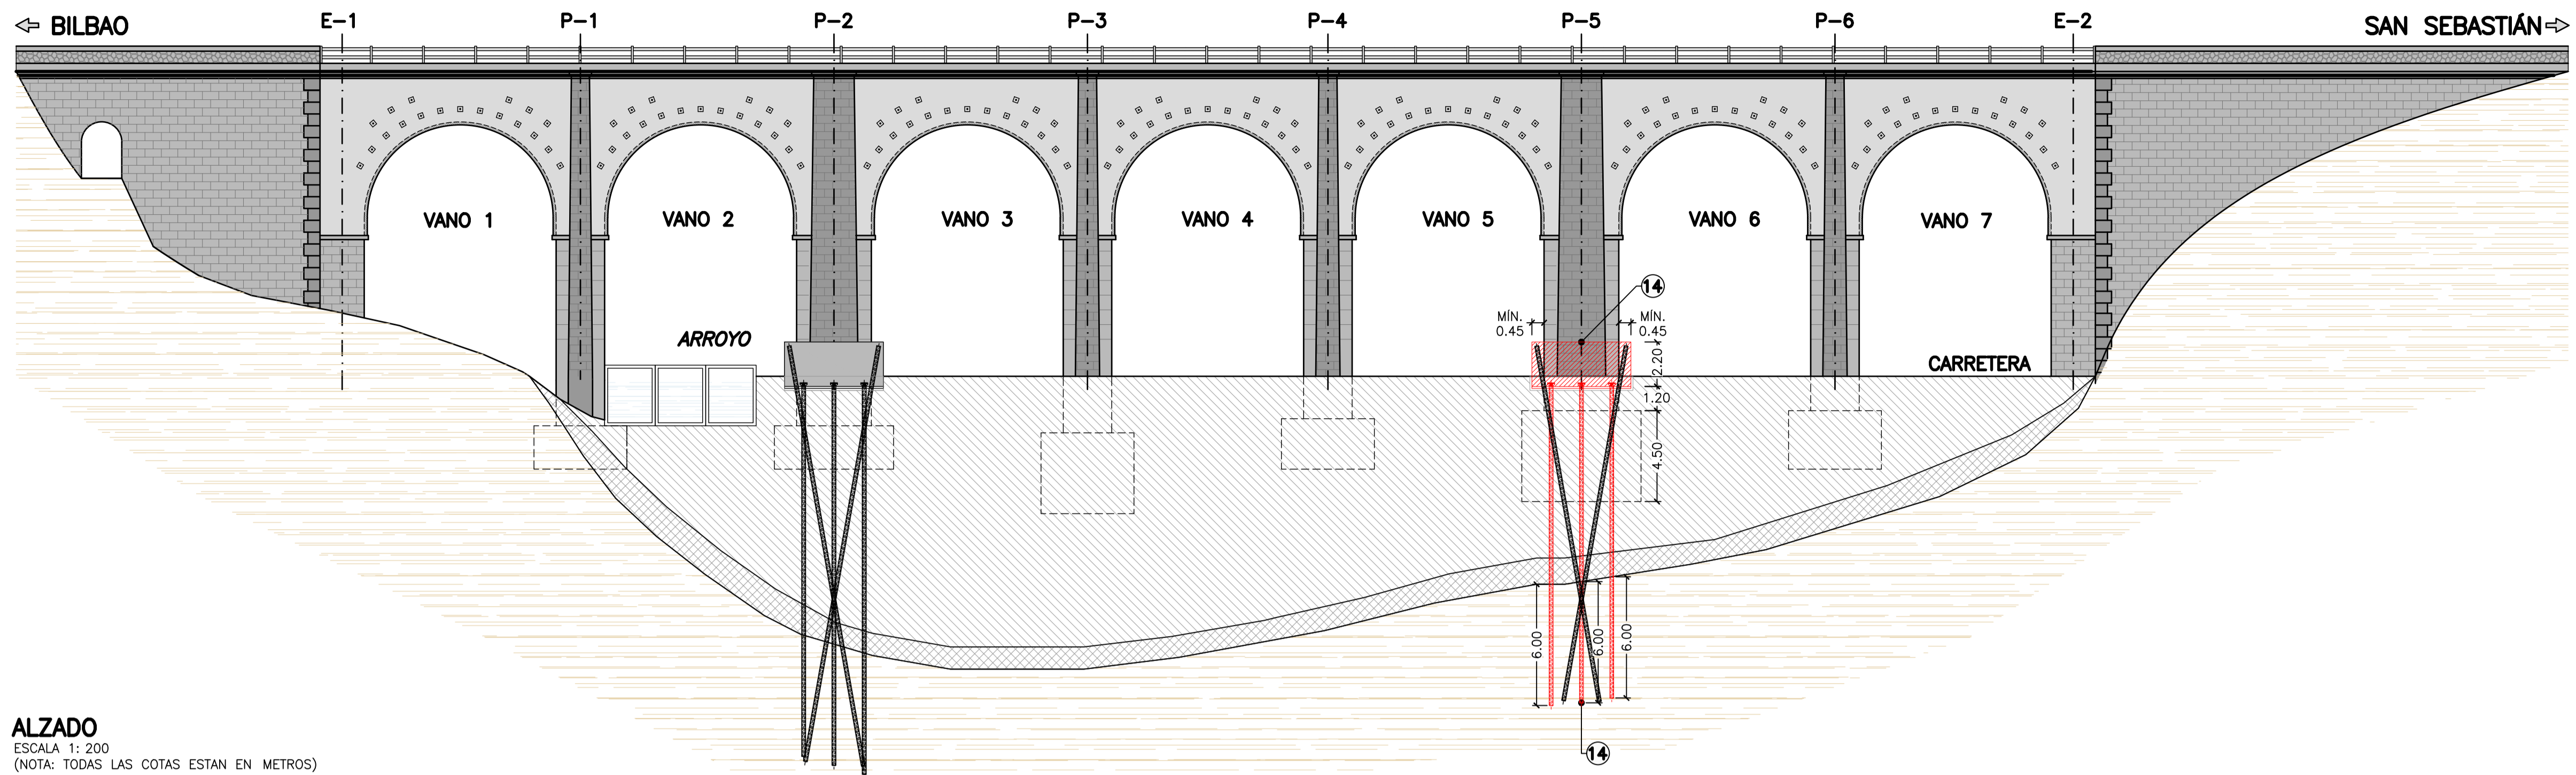 BILBAO
E-1
P-1
P-2
P-3
P-4
P-5
P-6
E-2
SAN SEBASTIÁN
VANO 1
VANO 2
VANO 3
VANO 4
VANO 5
VANO 6
VANO 7
14
MÍN.
0.45
MÍN.
0.45
ARROYO
2.20
CARRETERA
1.20
4.50
6.00
6.00
6.00
14
ALZADO
ESCALA 1: 200
(NOTA: TODAS LAS COTAS ESTAN EN METROS)